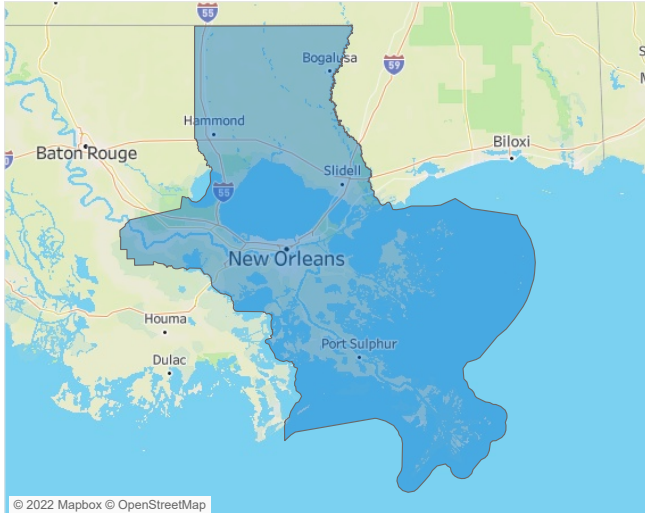 55
Bogalusa
59
S
Hammond
Biloxi
Baton Rouge
Slidell
55
New Orleans
Houma
Port Sulphur
Dulac
© 2022 Mapbox © OpenStreetMap